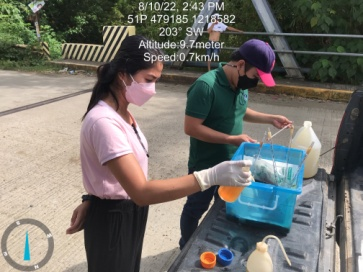 8/10/22, 2:43 PM
51P 479185 1218582
203° SW
Altitude:9.7meter
Speed:0.7km/h